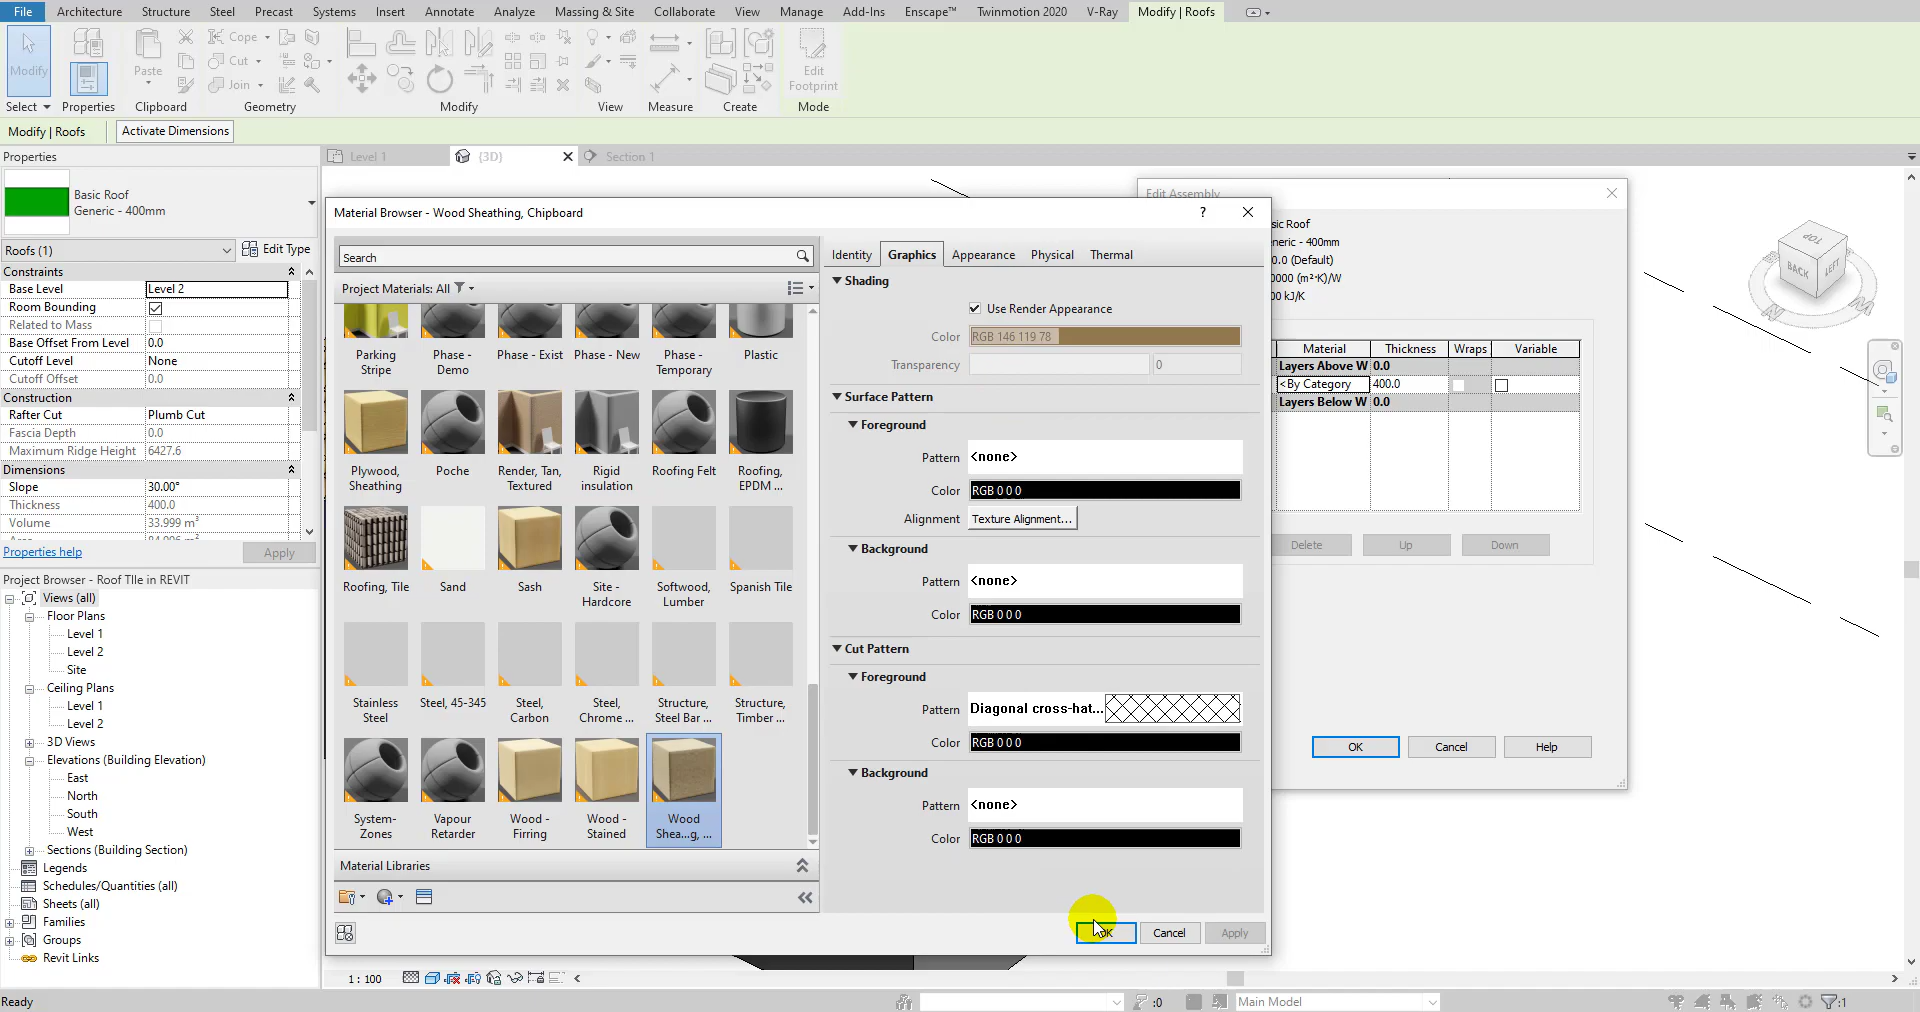 File Architecture Structure Steel Precast Systems Insert Annotate Analyze Massing & Site Collaborate View Manage Add-Ins Enscape™ Twinmotion 2020 V-Ray Modify | Roofs
Modify Paste Cope Cut Join Edit Footprint
Select Properties Clipboard Geometry Modify View Measure Create Mode
Modify | Roofs Activate Dimensions
Properties
Level 1 {3D} Section 1
Basic Roof
Generic - 400mm
Roofs (1) Edit Type
Constraints
Base Level Level 2
Room Bounding
Related to Mass
Base Offset From Level 0.0
Cutoff Level None
Cutoff Offset 0.0
Construction
Rafter Cut Plumb Cut
Fascia Depth 0.0
Maximum Ridge Height 6427.6
Dimensions
Slope 30.00°
Thickness 400.0
Volume 33.999 m³
Properties help Apply
Project Browser - Roof TIle in REVIT
Views (all)
Floor Plans
Level 1
Level 2
Site
Ceiling Plans
Level 1
Level 2
3D Views
Elevations (Building Elevation)
East
North
South
West
Sections (Building Section)
Legends
Schedules/Quantities (all)
Sheets (all)
Families
Groups
Revit Links
Material Browser - Wood Sheathing, Chipboard ?
Search
Project Materials: All
Parking Stripe
Phase - Demo
Phase - Exist
Phase - New
Phase - Temporary
Plastic
Plywood, Sheathing
Poche
Render, Tan, Textured
Rigid insulation
Roofing Felt
Roofing, EPDM ...
Roofing, Tile
Sand
Sash
Site - Hardcore
Softwood, Lumber
Spanish Tile
Stainless Steel
Steel, 45-345
Steel, Carbon
Steel, Chrome ...
Structure, Steel Bar ...
Structure, Timber ...
System-Zones
Vapour Retarder
Wood - Firring
Wood - Stained
Wood Shea...g, ...
Material Libraries
Identity Graphics Appearance Physical Thermal
Shading
Use Render Appearance
Color RGB 146 119 78
Transparency 0
Surface Pattern
Foreground
Pattern <none>
Color RGB 0 0 0
Alignment Texture Alignment...
Background
Pattern <none>
Color RGB 0 0 0
Cut Pattern
Foreground
Pattern Diagonal cross-hat...
Color RGB 0 0 0
Background
Pattern <none>
Color RGB 0 0 0
OK Cancel Apply
Edit Assembly
sic Roof
neric - 400mm
0.0 (Default)
0000 (m²·K)/W
00 kJ/K
Material Thickness Wraps Variable
Layers Above W 0.0
<By Category 400.0
Layers Below W 0.0
Delete Up Down
OK Cancel Help
TOP
BACK LEFT
1 : 100
Ready :0 Main Model :1